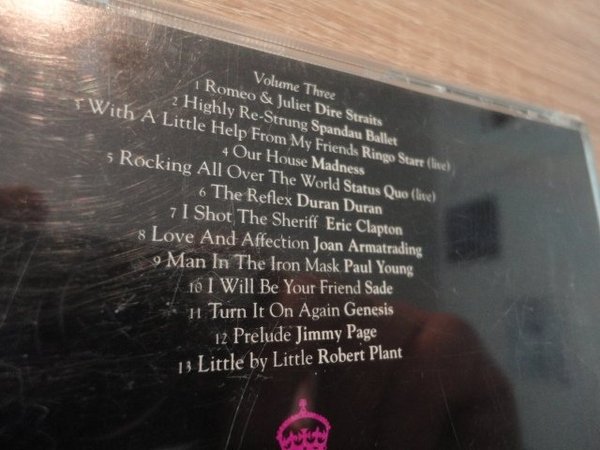 Volume Three
1 Romeo & Juliet Dire Straits
2 Highly Re-Strung Spandau Ballet
3 With A Little Help From My Friends Ringo Starr (live)
4 Our House Madness
5 Rocking All Over The World Status Quo (live)
6 The Reflex Duran Duran
7 I Shot The Sheriff Eric Clapton
8 Love And Affection Joan Armatrading
9 Man In The Iron Mask Paul Young
10 I Will Be Your Friend Sade
11 Turn It On Again Genesis
12 Prelude Jimmy Page
13 Little by Little Robert Plant